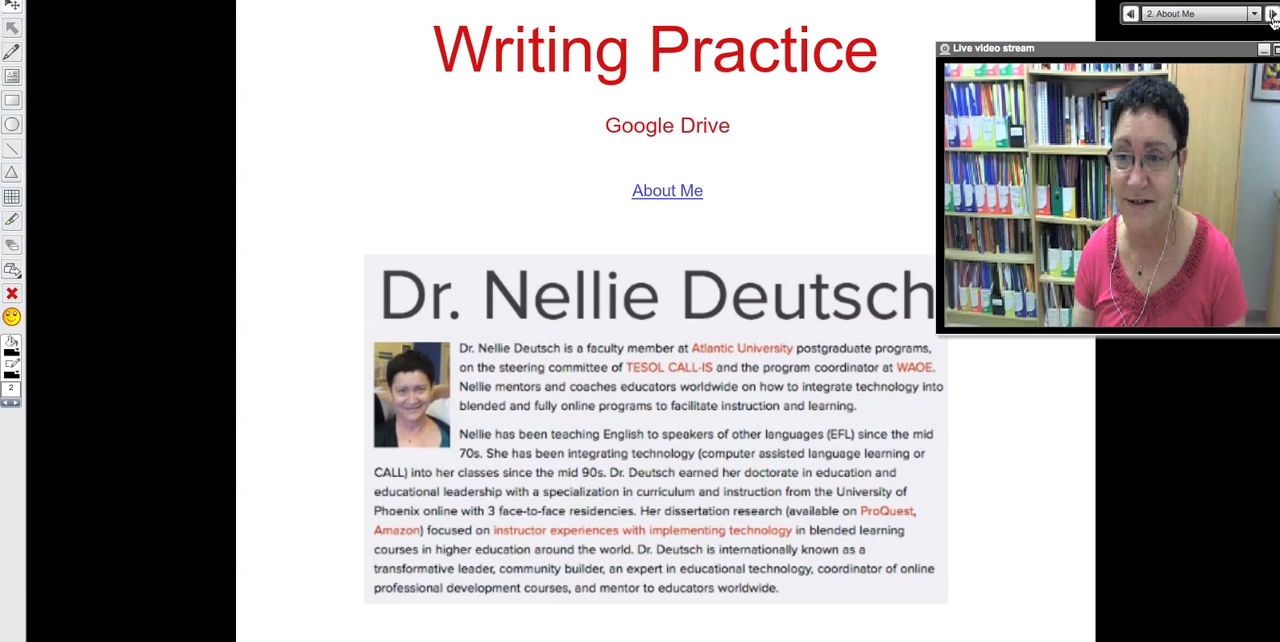 2. About Me
Live video stream
Writing Practice
Google Drive
About Me
Dr. Nellie Deutsch
Dr. Nellie Deutsch is a faculty member at Atlantic University postgraduate programs,
on the steering committee of TESOL CALL-IS and the program coordinator at WAOE.
Nellie mentors and coaches educators worldwide on how to integrate technology into
blended and fully online programs to facilitate instruction and learning.
Nellie has been teaching English to speakers of other languages (EFL) since the mid
70s. She has been integrating technology (computer assisted language learning or
CALL) into her classes since the mid 90s. Dr. Deutsch earned her doctorate in education and
educational leadership with a specialization in curriculum and instruction from the University of
Phoenix online with 3 face-to-face residencies. Her dissertation research (available on ProQuest,
Amazon) focused on instructor experiences with implementing technology in blended learning
courses in higher education around the world. Dr. Deutsch is internationally known as a
transformative leader, community builder, an expert in educational technology, coordinator of online
professional development courses, and mentor to educators worldwide.
2